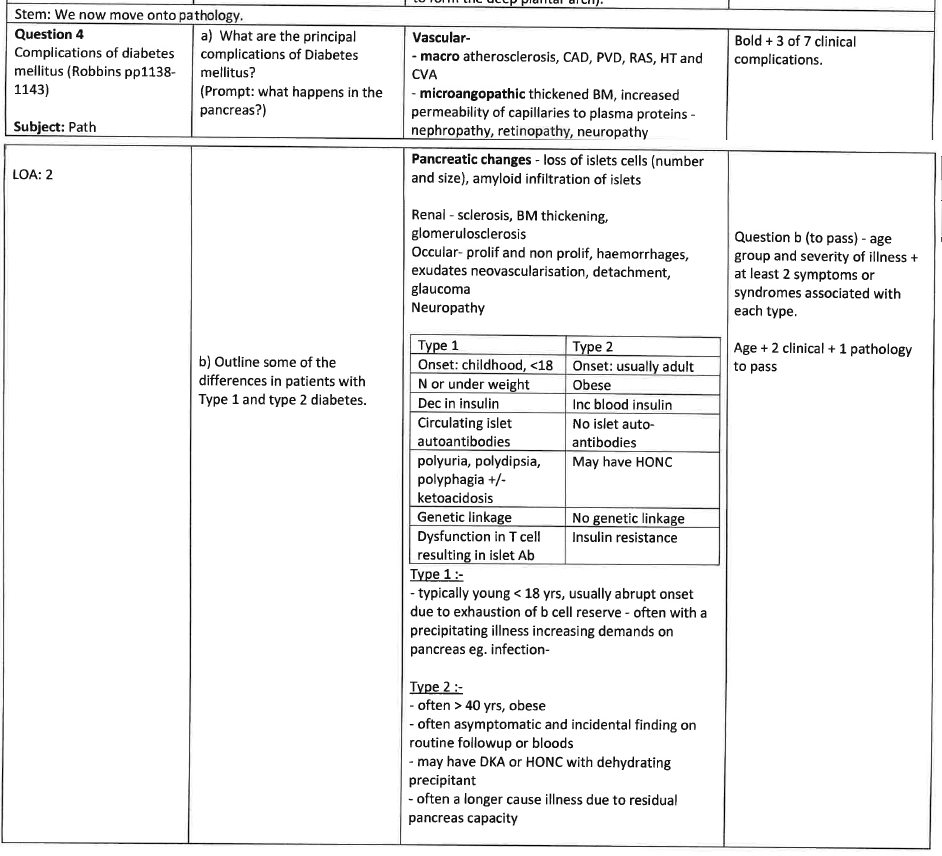 to form the deep plantar arch).
Stem: We now move onto pathology.
Question 4
Complications of diabetes
mellitus (Robbins pp1138-
1143)
Subject: Path
a) What are the principal
complications of Diabetes
mellitus?
(Prompt: what happens in the
pancreas?)
Vascular-
- macro atherosclerosis, CAD, PVD, RAS, HT and
CVA
- microangopathic thickened BM, increased
permeability of capillaries to plasma proteins -
nephropathy, retinopathy, neuropathy
Bold + 3 of 7 clinical
complications.
LOA: 2
b) Outline some of the
differences in patients with
Type 1 and type 2 diabetes.
Pancreatic changes - loss of islets cells (number
and size), amyloid infiltration of islets
Renal - sclerosis, BM thickening,
glomerulosclerosis
Occular- prolif and non prolif, haemorrhages,
exudates neovascularisation, detachment,
glaucoma
Neuropathy
Type 1
Type 2
Onset: childhood, <18
Onset: usually adult
N or under weight
Obese
Dec in insulin
Inc blood insulin
Circulating islet
autoantibodies
No islet auto-
antibodies
polyuria, polydipsia,
polyphagia +/-
ketoacidosis
May have HONC
Genetic linkage
No genetic linkage
Dysfunction in T cell
resulting in islet Ab
Insulin resistance
Type 1 :-
- typically young < 18 yrs, usually abrupt onset
due to exhaustion of b cell reserve - often with a
precipitating illness increasing demands on
pancreas eg. infection-
Type 2 :-
- often > 40 yrs, obese
- often asymptomatic and incidental finding on
routine followup or bloods
- may have DKA or HONC with dehydrating
precipitant
- often a longer cause illness due to residual
pancreas capacity
Question b (to pass) - age
group and severity of illness +
at least 2 symptoms or
syndromes associated with
each type.
Age + 2 clinical + 1 pathology
to pass